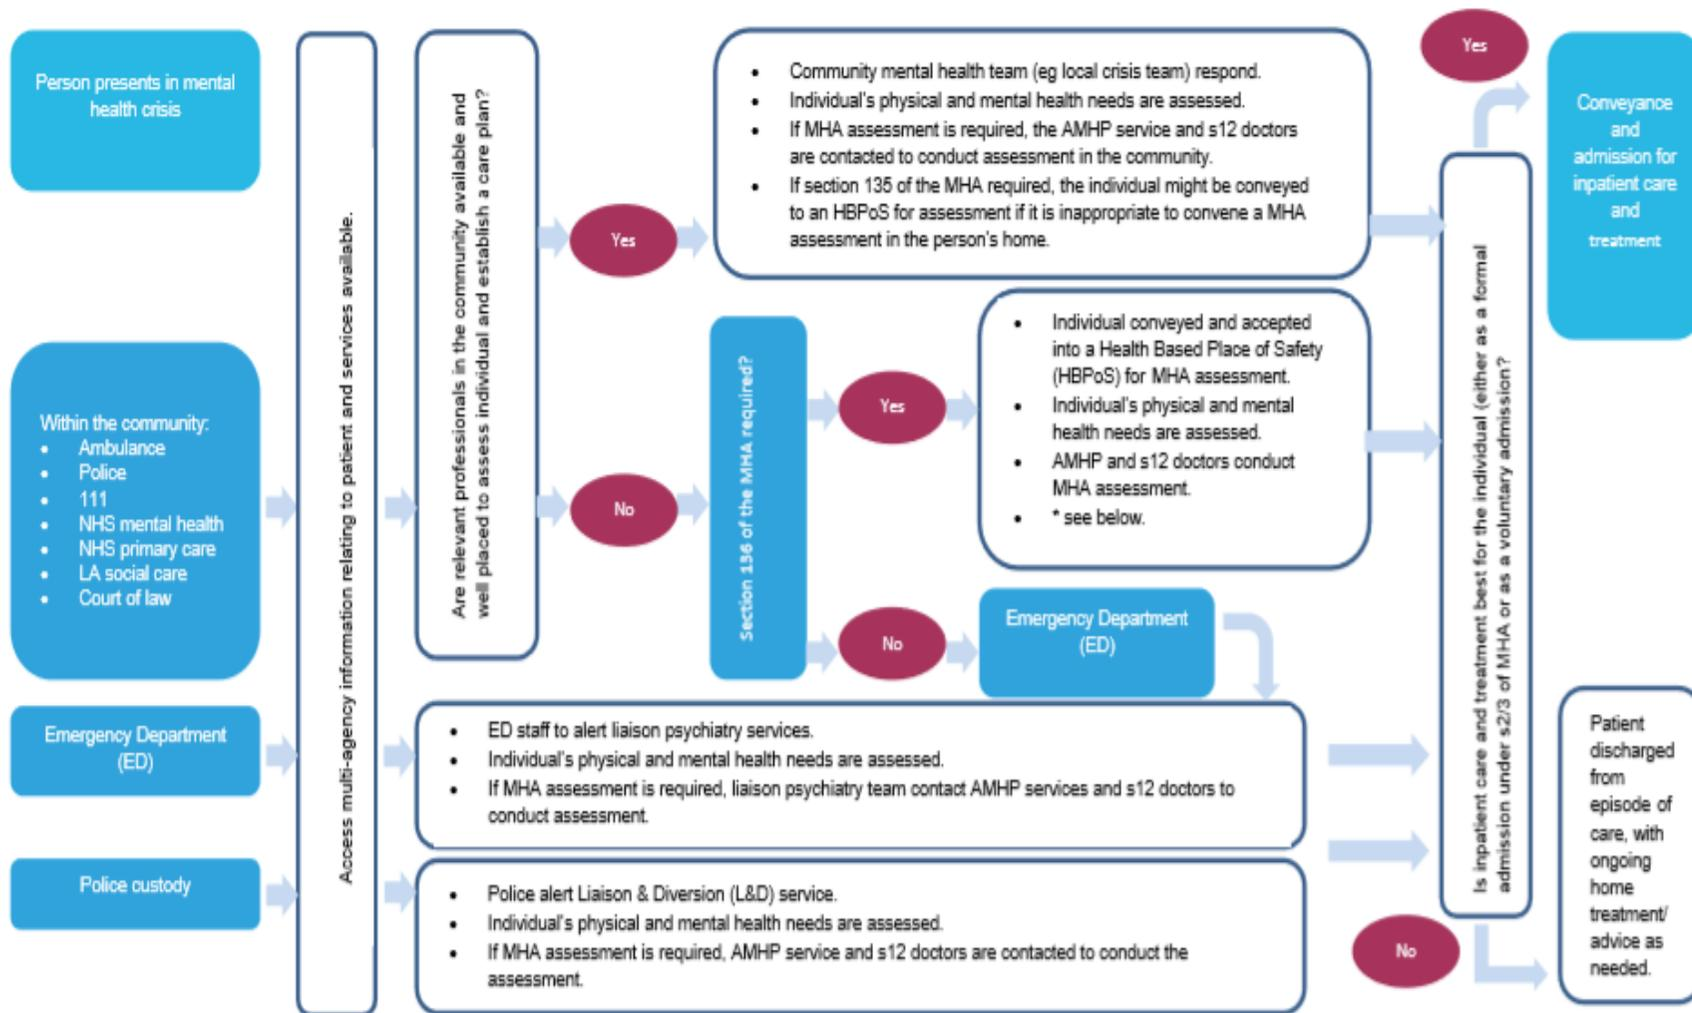 Person presents in mental
health crisis
Within the community:
• Ambulance
• Police
• 111
• NHS mental health
• NHS primary care
• LA social care
• Court of law
Emergency Department
(ED)
Police custody
Access multi-agency information relating to patient and services available.
Are relevant professionals in the community available and
well placed to assess individual and establish a care plan?
Yes
• Community mental health team (eg local crisis team) respond.
• Individual's physical and mental health needs are assessed.
• If MHA assessment is required, the AMHP service and s12 doctors
are contacted to conduct assessment in the community.
• If section 135 of the MHA required, the individual might be conveyed
to an HBPoS for assessment if it is inappropriate to convene a MHA
assessment in the person's home.
No
Section 136 of the MHA required?
Yes
• Individual conveyed and accepted
into a Health Based Place of Safety
(HBPoS) for MHA assessment.
• Individual's physical and mental
health needs are assessed.
• AMHP and s12 doctors conduct
MHA assessment.
• * see below.
No
Emergency Department
(ED)
• ED staff to alert liaison psychiatry services.
• Individual's physical and mental health needs are assessed.
• If MHA assessment is required, liaison psychiatry team contact AMHP services and s12 doctors to
conduct assessment.
• Police alert Liaison & Diversion (L&D) service.
• Individual's physical and mental health needs are assessed.
• If MHA assessment is required, AMHP service and s12 doctors are contacted to conduct the
assessment.
Is inpatient care and treatment best for the individual (either as a formal
admission under s2/3 of MHA or as a voluntary admission?
Yes
Conveyance
and
admission for
inpatient care
and
treatment
No
Patient
discharged
from
episode of
care, with
ongoing
home
treatment/
advice as
needed.